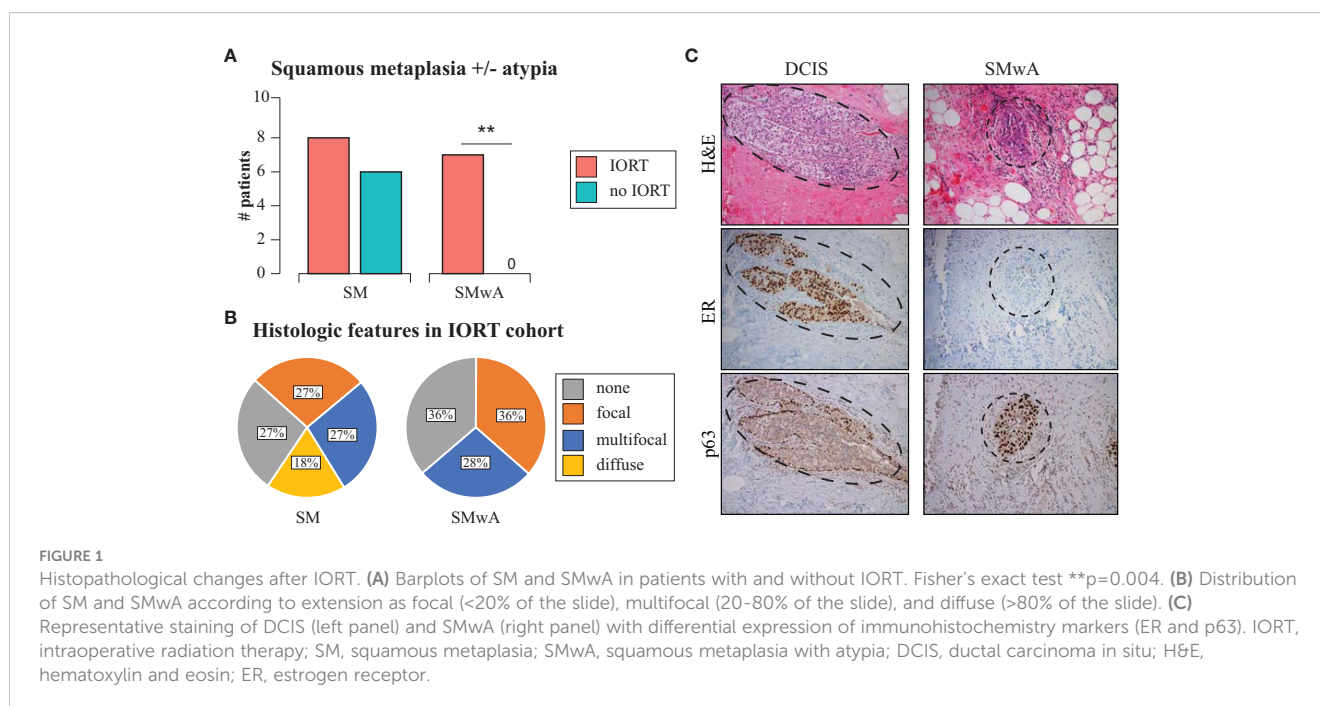 A
Squamous metaplasia +/- atypia
10
8
6
4
2
0
# patients
**
0
SM
SMwA
IORT
no IORT
B
Histologic features in IORT cohort
27%
27%
27%
18%
SM
36%
36%
28%
SMwA
none
focal
multifocal
diffuse
C
DCIS
SMwA
H&E
ER
p63
FIGURE 1
Histopathological changes after IORT. (A) Barplots of SM and SMwA in patients with and without IORT. Fisher's exact test **p=0.004. (B) Distribution
of SM and SMwA according to extension as focal (<20% of the slide), multifocal (20-80% of the slide), and diffuse (>80% of the slide). (C)
Representative staining of DCIS (left panel) and SMwA (right panel) with differential expression of immunohistochemistry markers (ER and p63). IORT,
intraoperative radiation therapy; SM, squamous metaplasia; SMwA, squamous metaplasia with atypia; DCIS, ductal carcinoma in situ; H&E,
hematoxylin and eosin; ER, estrogen receptor.